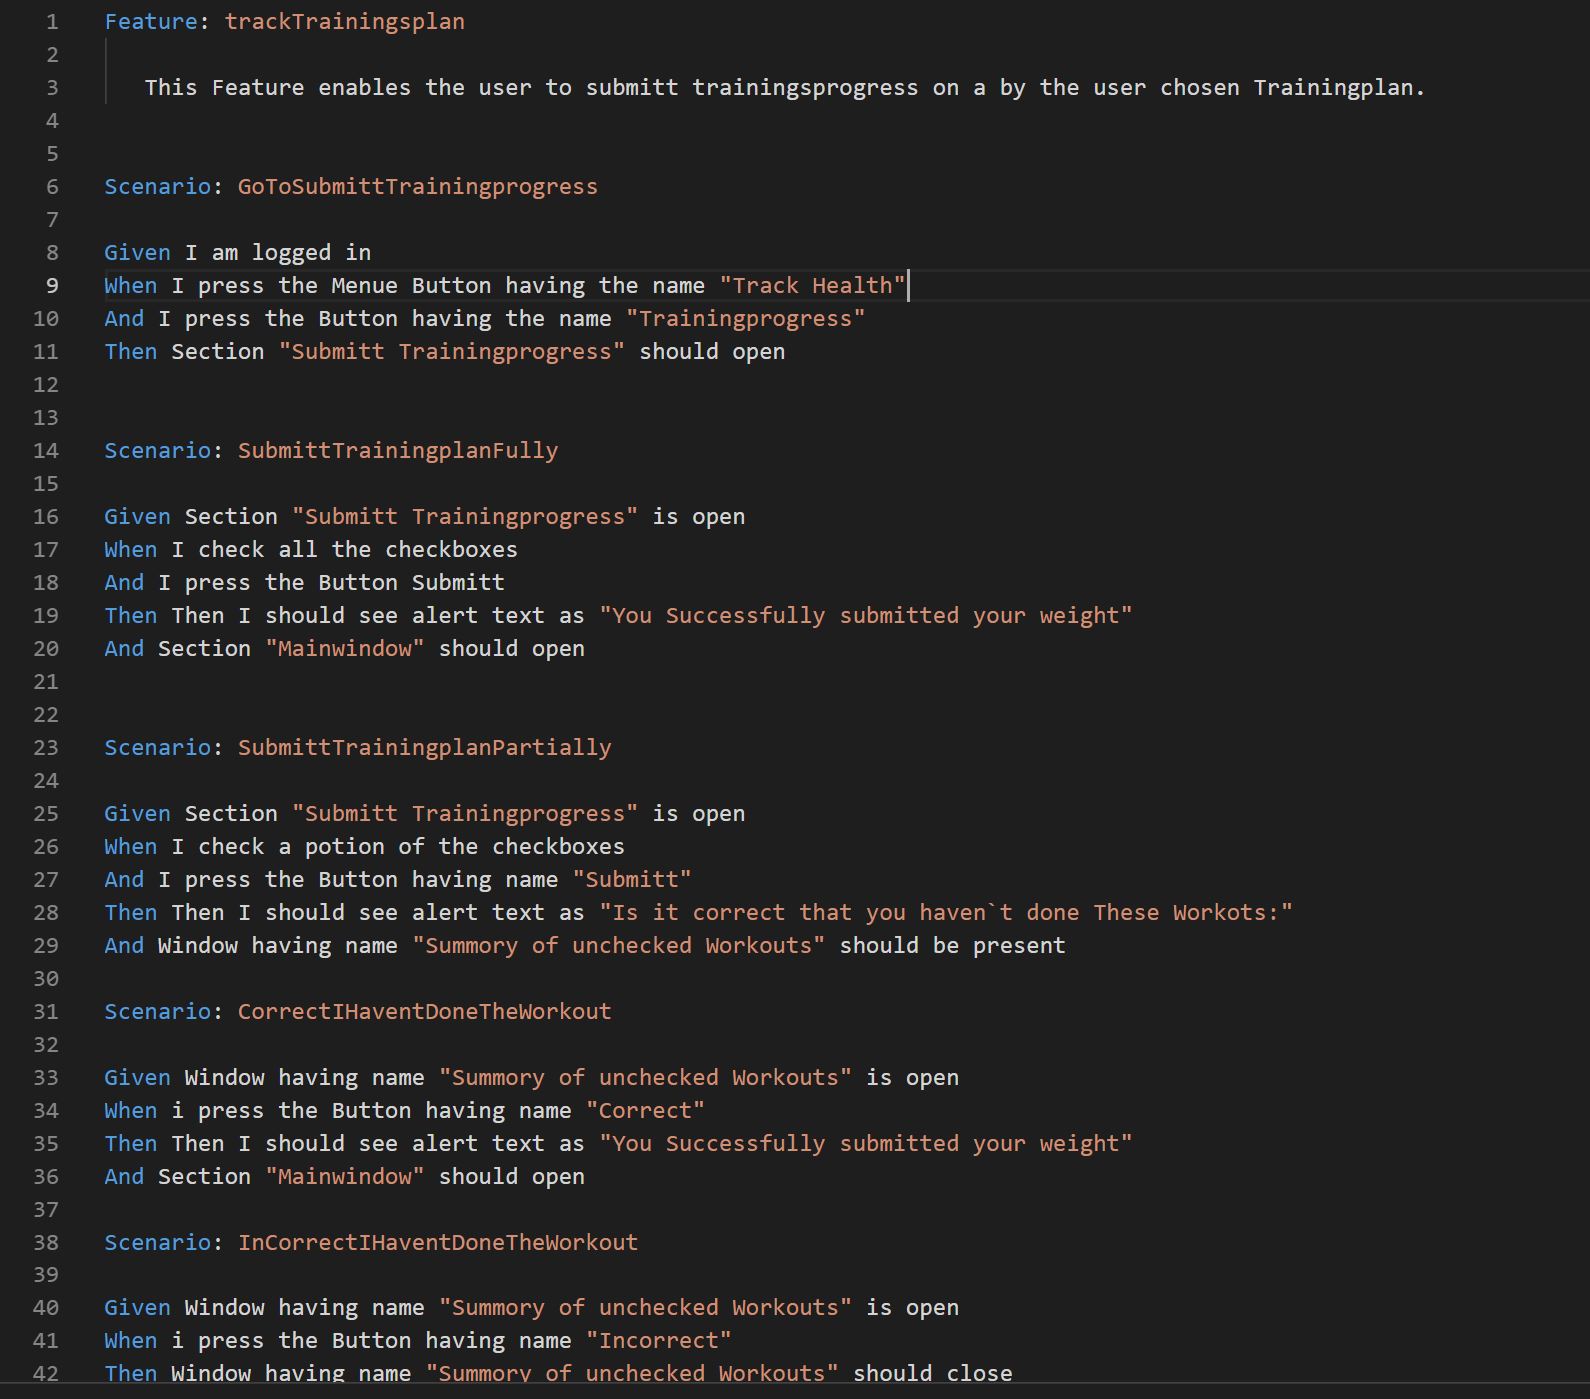 1 Feature: trackTrainingsplan
2
3 This Feature enables the user to submitt trainingsprogress on a by the user chosen Trainingplan.
4
5
6 Scenario: GoToSubmittTrainingprogress
7
8 Given I am logged in
9 When I press the Menue Button having the name "Track Health"
10 And I press the Button having the name "Trainingprogress"
11 Then Section "Submitt Trainingprogress" should open
12
13
14 Scenario: SubmittTrainingplanFully
15
16 Given Section "Submitt Trainingprogress" is open
17 When I check all the checkboxes
18 And I press the Button Submitt
19 Then Then I should see alert text as "You Successfully submitted your weight"
20 And Section "Mainwindow" should open
21
22
23 Scenario: SubmittTrainingplanPartially
24
25 Given Section "Submitt Trainingprogress" is open
26 When I check a potion of the checkboxes
27 And I press the Button having name "Submitt"
28 Then Then I should see alert text as "Is it correct that you haven`t done These Workots:"
29 And Window having name "Summory of unchecked Workouts" should be present
30
31 Scenario: CorrectIHaventDoneTheWorkout
32
33 Given Window having name "Summory of unchecked Workouts" is open
34 When i press the Button having name "Correct"
35 Then Then I should see alert text as "You Successfully submitted your weight"
36 And Section "Mainwindow" should open
37
38 Scenario: InCorrectIHaventDoneTheWorkout
39
40 Given Window having name "Summory of unchecked Workouts" is open
41 When i press the Button having name "Incorrect"
42 Then Window having name "Summory of unchecked Workouts" should close